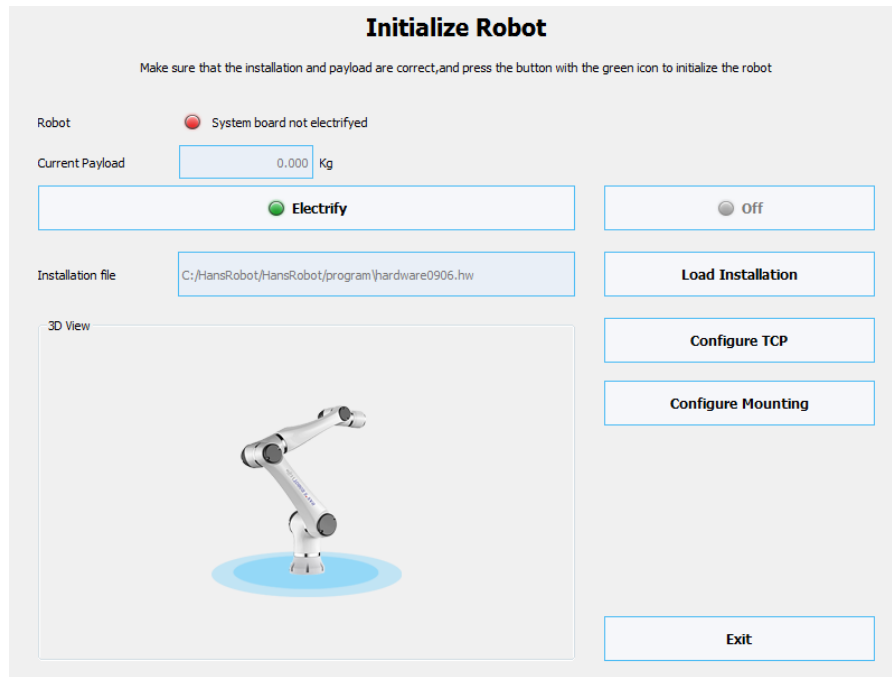 Initialize Robot
Make sure that the installation and payload are correct,and press the button with the green icon to initialize the robot
Robot
System board not electrifyed
Current Payload
0.000 Kg
Electrify
Off
Installation file
C:/HansRobot/HansRobot/program\hardware0906.hw
Load Installation
3D View
Configure TCP
Configure Mounting
Exit